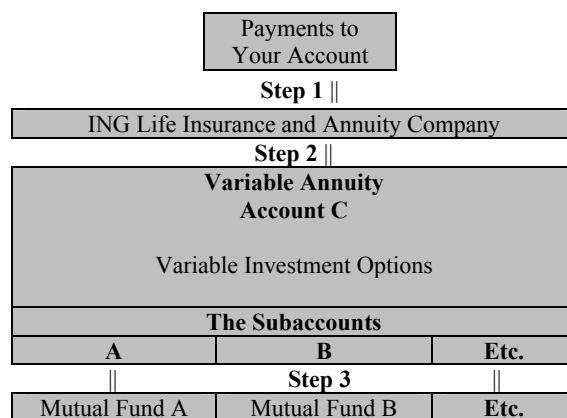 Payments to
Your Account
Step 1 ||
ING Life Insurance and Annuity Company
Step 2 ||
Variable Annuity
Account C
Variable Investment Options
The Subaccounts
A B Etc.
|| Step 3 ||
Mutual Fund A Mutual Fund B Etc.